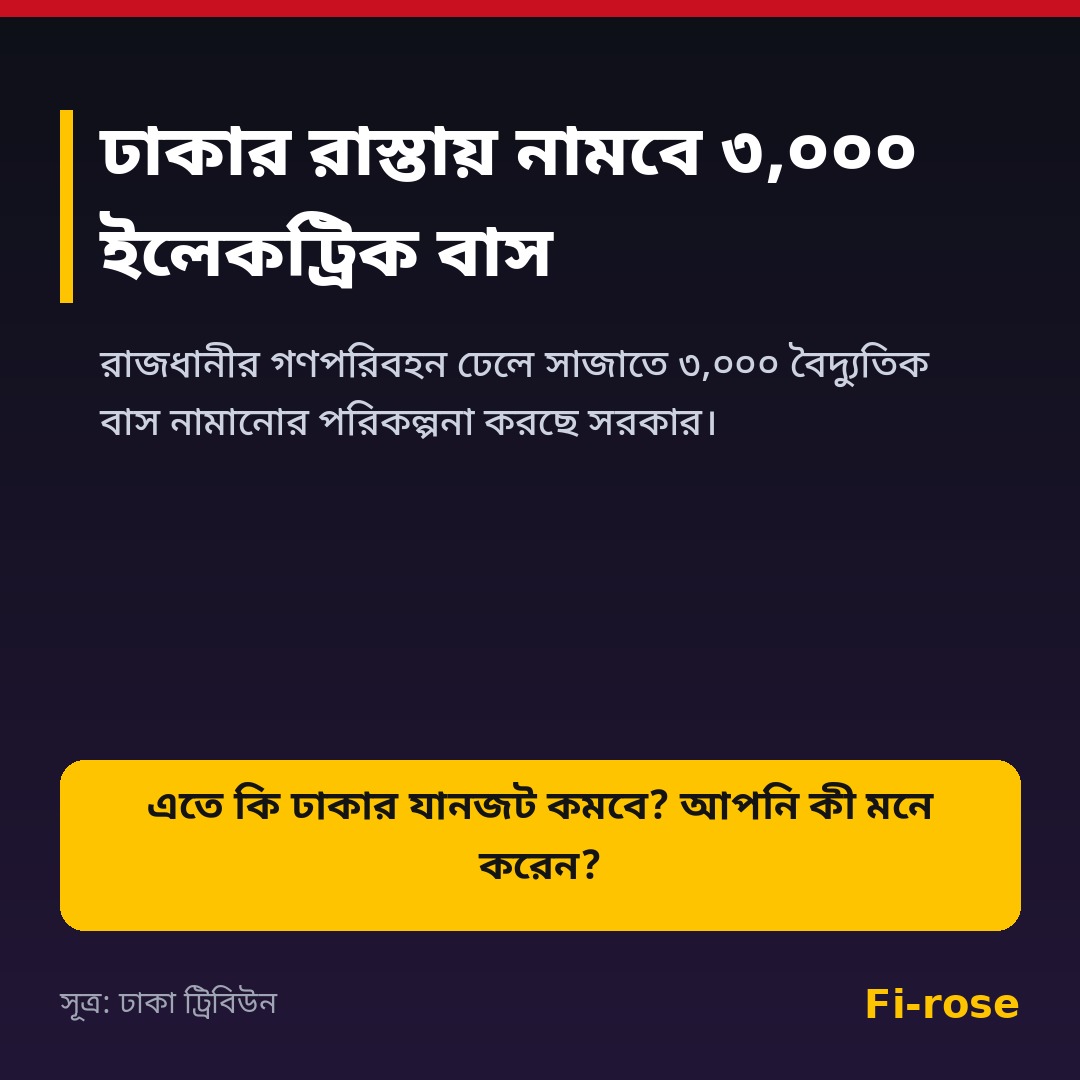 ঢাকার রাস্তায় নামবে ৩,০০০
ইলেকট্রিক বাস
রাজধানীর গণপরিবহন ঢেলে সাজাতে ৩,০০০ বৈদ্যুতিক
বাস নামানোর পরিকল্পনা করছে সরকার।
এতে কি ঢাকার যানজট কমবে? আপনি কী মনে
করেন?
সূত্র: ঢাকা ট্রিবিউন
Fi-rose